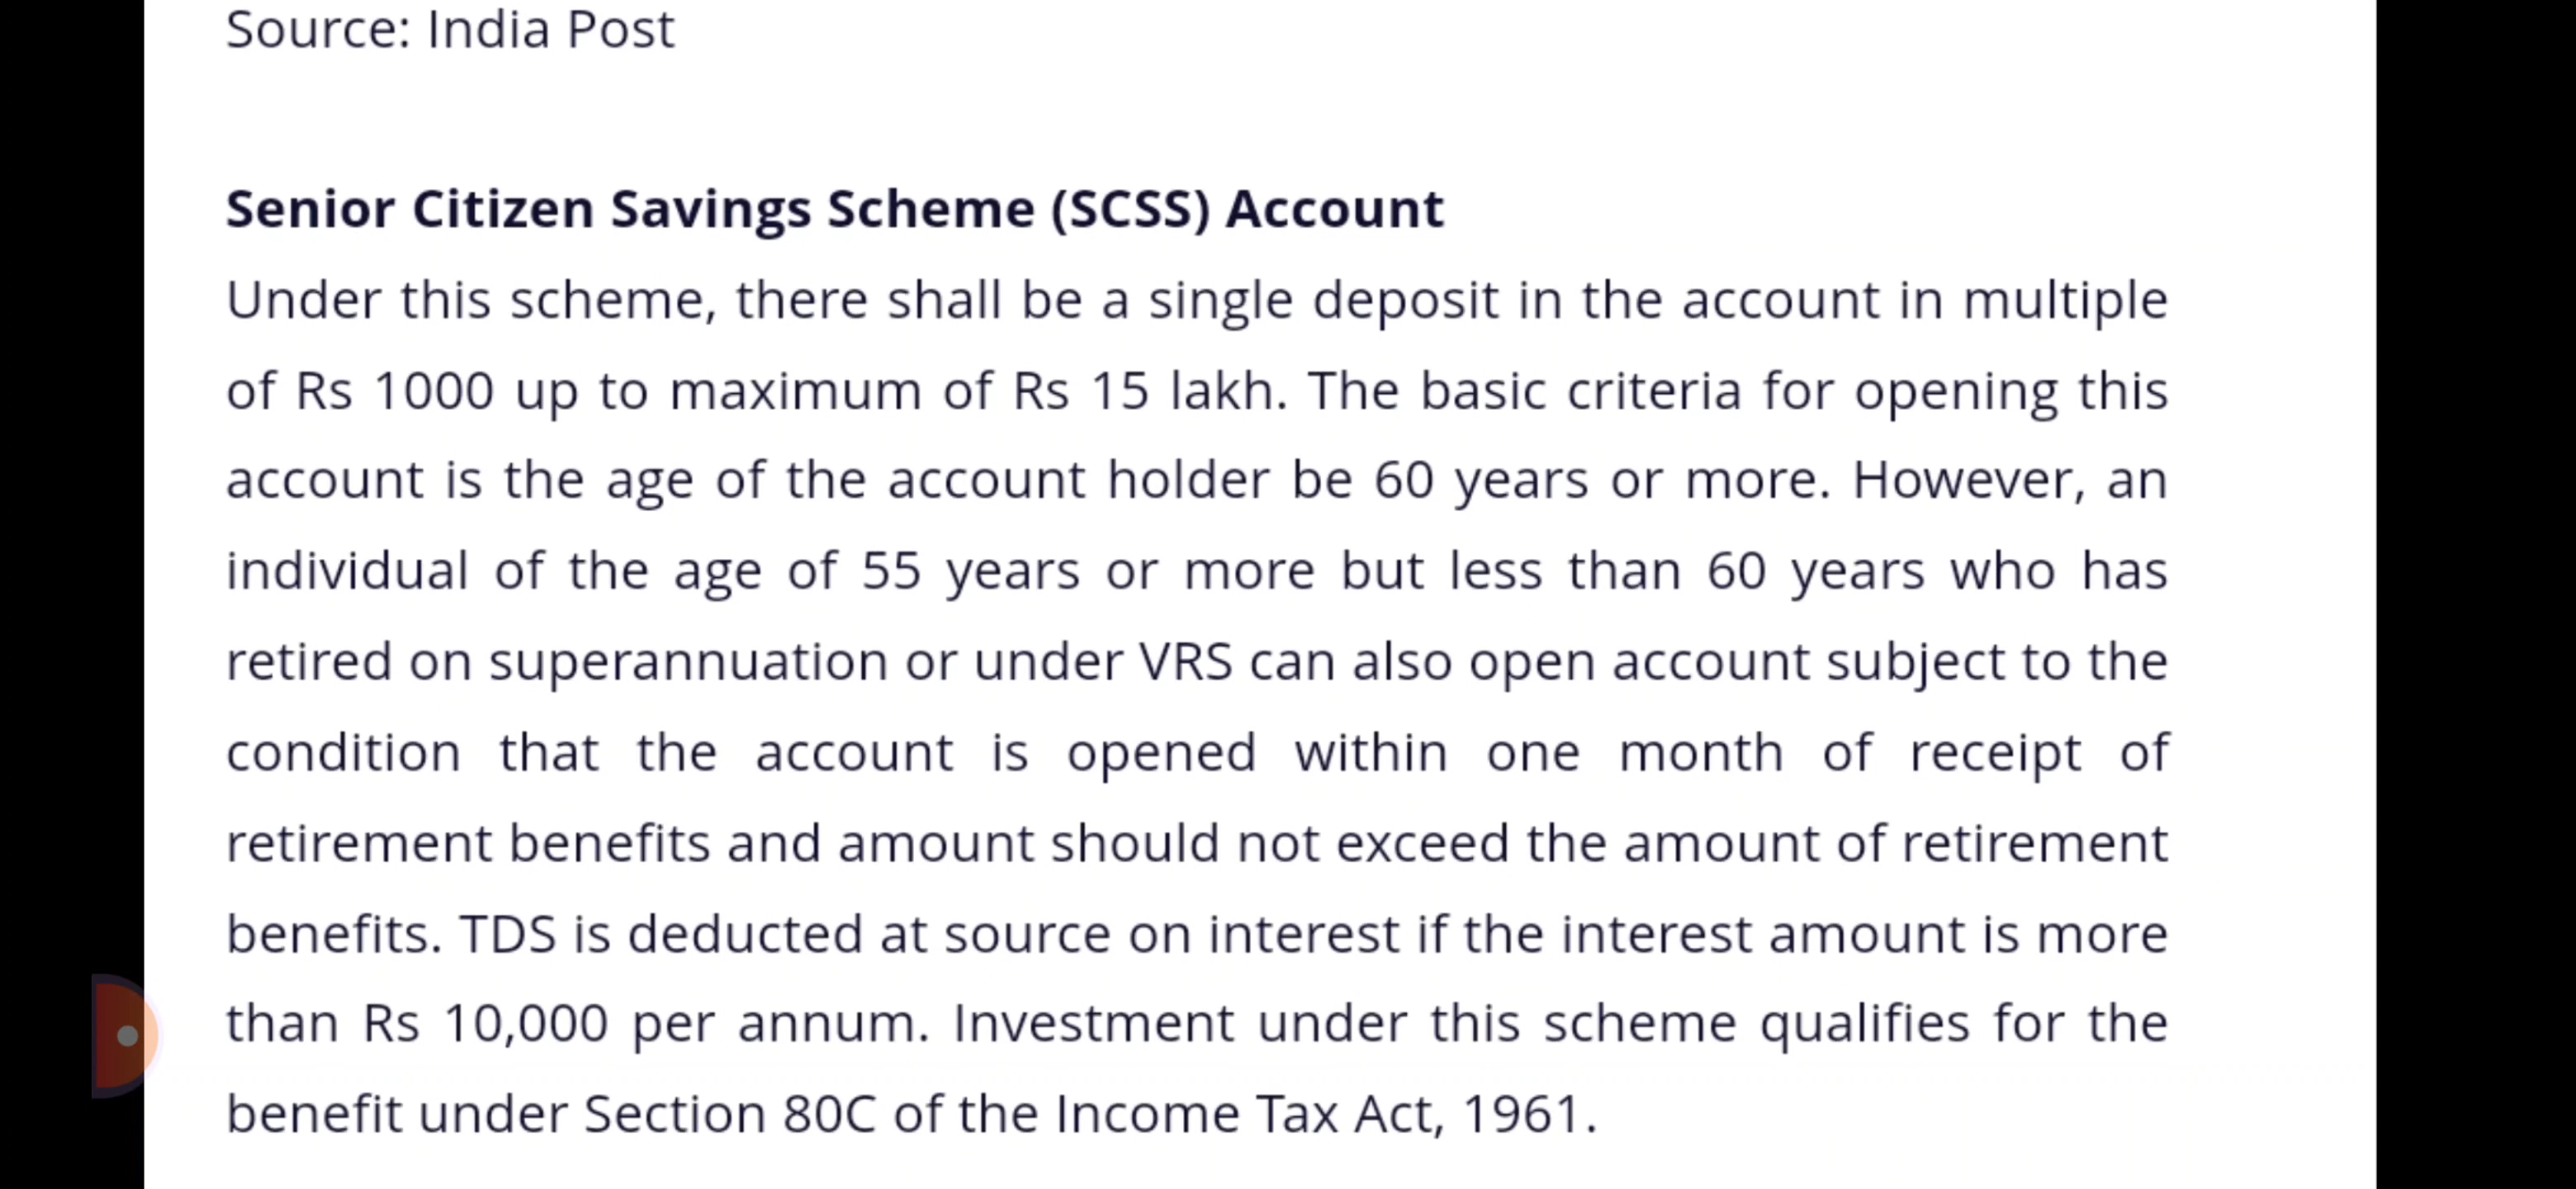 Source: India Post
Senior Citizen Savings Scheme (SCSS) Account
Under this scheme, there shall be a single deposit in the account in multiple
of Rs 1000 up to maximum of Rs 15 lakh. The basic criteria for opening this
account is the age of the account holder be 60 years or more. However, an
individual of the age of 55 years or more but less than 60 years who has
retired on superannuation or under VRS can also open account subject to the
condition that the account is opened within one month of receipt of
retirement benefits and amount should not exceed the amount of retirement
benefits. TDS is deducted at source on interest if the interest amount is more
than Rs 10,000 per annum. Investment under this scheme qualifies for the
benefit under Section 80C of the Income Tax Act, 1961.